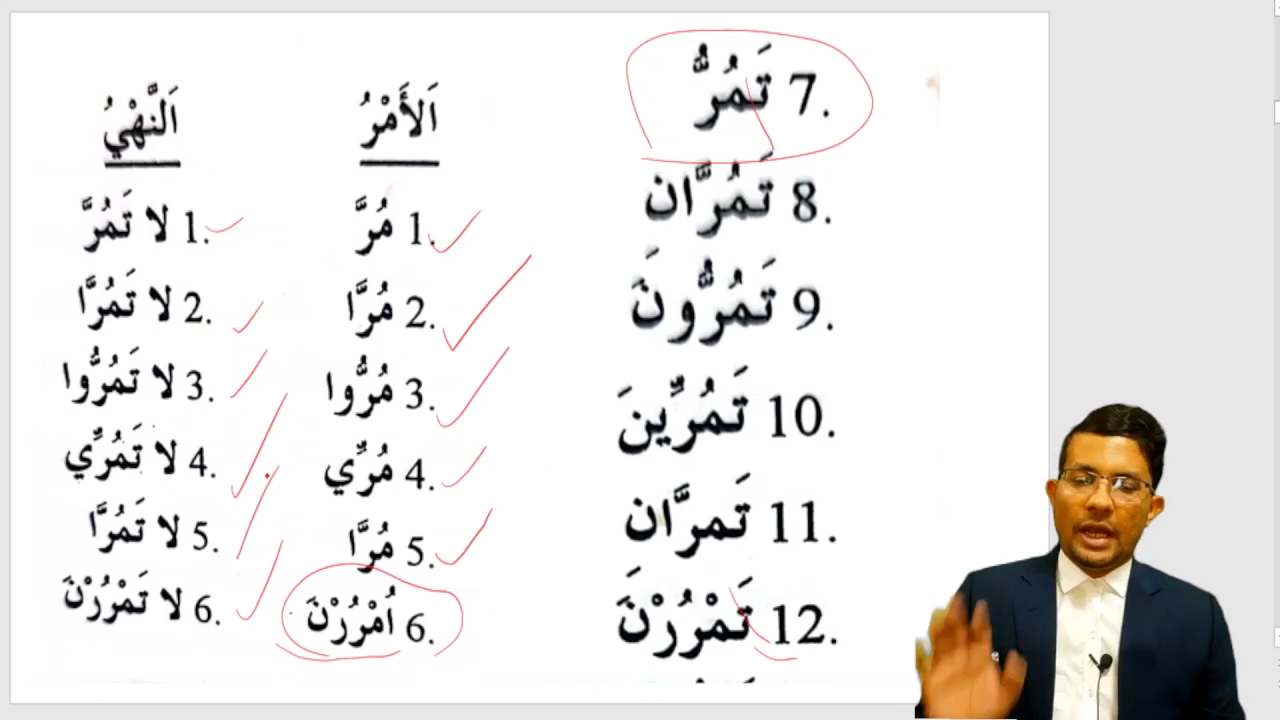 7. تَمُرُّ
8. تَمُرَّان
9. تَمُرُّونَ
10. تَمُرِّينَ
11. تَمرَّان
12. تَمْرُرْنَ
اَلأَمْرُ
1. مُرَّ
2. مُرَّا
3. مُرُّوا
4. مُرِّي
5. مُرَّا
6. اُمْرُرْنَ
اَلنَّهْيُ
1. لا تَمُرَّ
2. لا تَمُرَّا
3. لا تَمُرُّوا
4. لا تَمُرِّي
5. لا تَمُرَّا
6. لا تَمْرُرْنَ